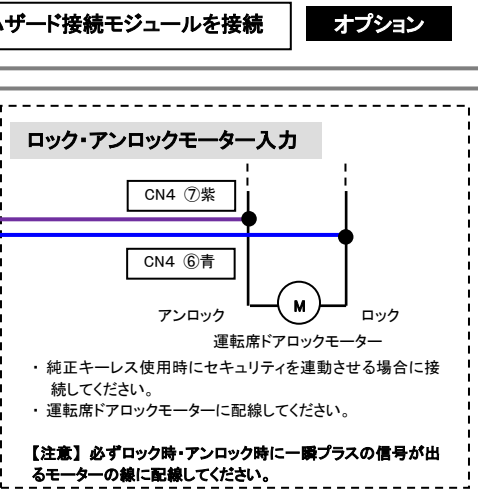 ハザード接続モジュールを接続
オプション
ロック・アンロックモーター入力
CN4 ⑦紫
CN4 ⑥青
M
アンロック
ロック
運転席ドアロックモーター
・ 純正キーレス使用時にセキュリティを連動させる場合に接
続してください。
・ 運転席ドアロックモーターに配線してください。
【注意】 必ずロック時・アンロック時に一瞬プラスの信号が出
るモーターの線に配線してください。